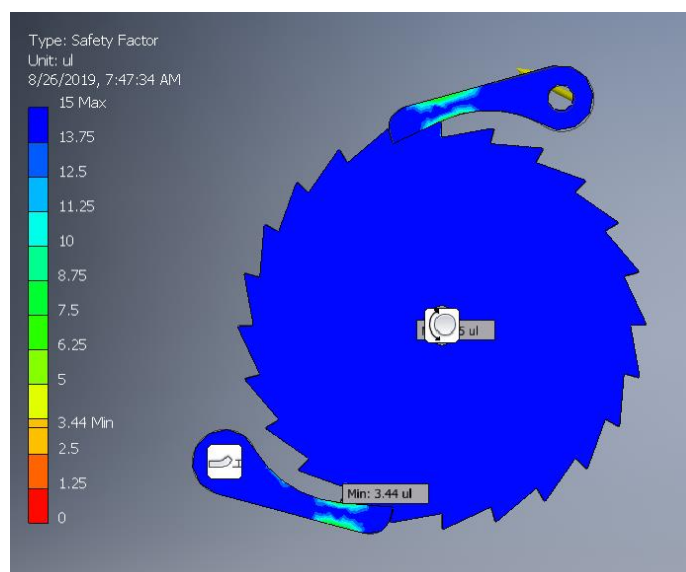 Type: Safety Factor
Unit: ul
8/26/2019, 7:47:34 AM
15 Max
13.75
12.5
11.25
10
8.75
7.5
6.25
5
3.44 Min
2.5
1.25
0
5 ul
Min: 3.44 ul